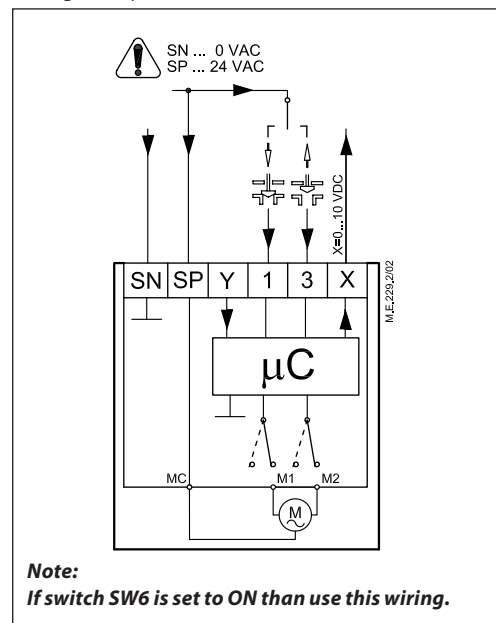 SN ... 0 VAC
SP ... 24 VAC
X=0...10 VDC
SN SP Y 1 3 X
M.E.229.2/02
μC
MC M1 M2
M
Note:
If switch SW6 is set to ON than use this wiring.